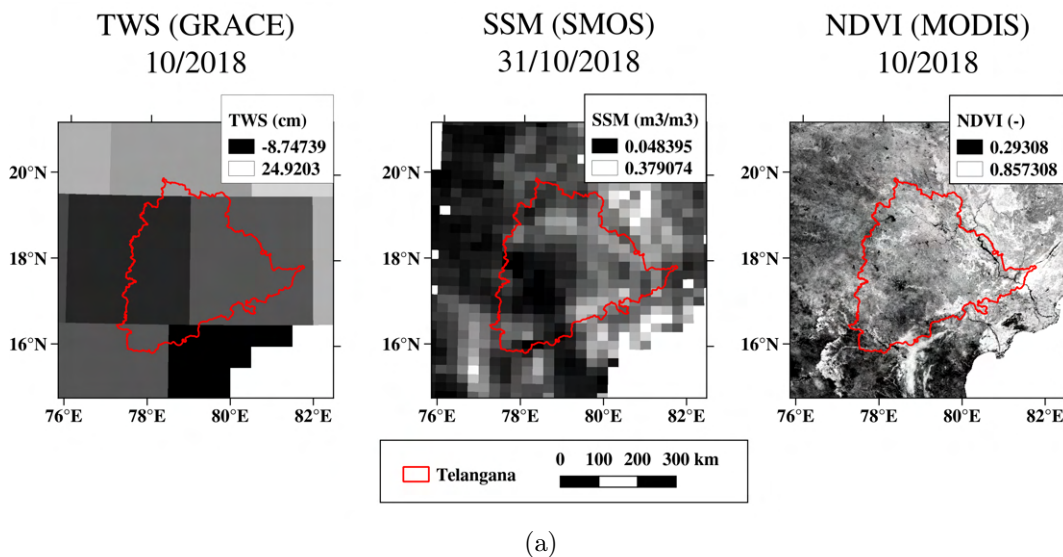 TWS (GRACE)
10/2018
SSM (SMOS)
31/10/2018
NDVI (MODIS)
10/2018
TWS (cm)
-8.74739
24.9203
SSM (m3/m3)
0.048395
0.379074
NDVI (-)
0.29308
0.857308
20°N
18°N
16°N
76°E
78°E
80°E
82°E
20°N
18°N
16°N
76°E
78°E
80°E
82°E
20°N
18°N
16°N
76°E
78°E
80°E
82°E
Telangana
0 100 200 300 km
(a)